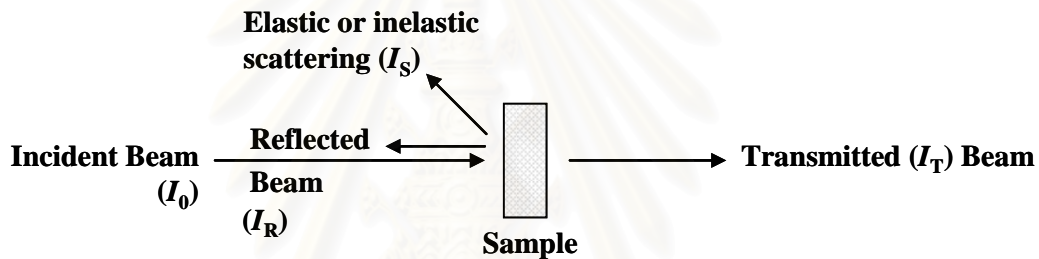 Elastic or inelastic
scattering (I_S)
Reflected
Incident Beam
(I_0)
Transmitted (I_T) Beam
Beam
(I_R)
Sample